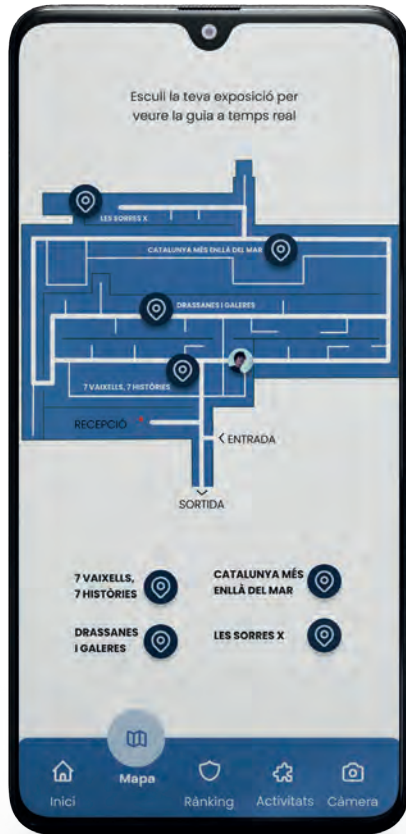 Esculi la teva exposició per
veure la guia a temps real
LES SORRES X
CATALUNYA MÉS ENLLÀ DEL MAR
DRASSANES I GALERES
7 VAIXELLS, 7 HISTÒRIES
RECEPCIÓ
ENTRADA
SORTIDA
7 VAIXELLS,
7 HISTÒRIES
CATALUNYA MÉS
ENLLÀ DEL MAR
DRASSANES
I GALERES
LES SORRES X
Inici
Mapa
Rànking
Activitats
Càmera